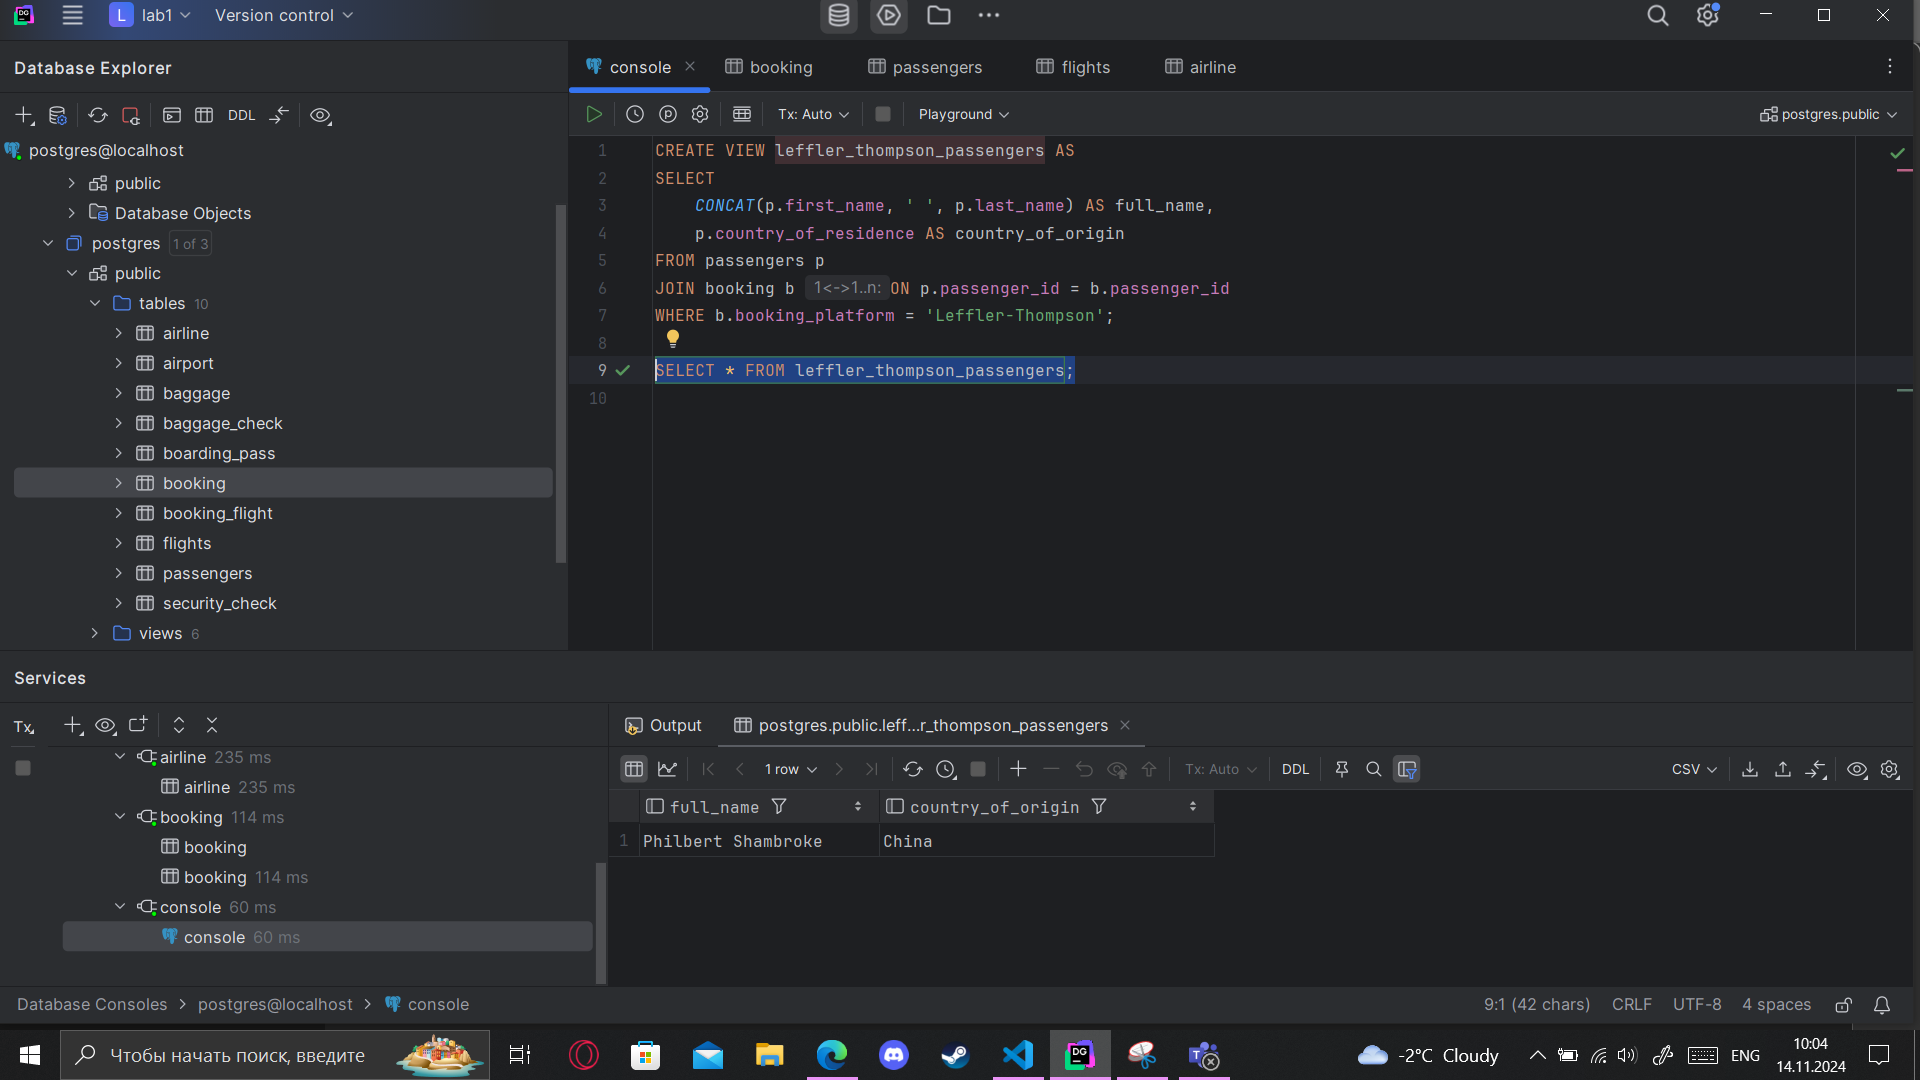 L lab1 Version control
Database Explorer
console booking passengers flights airline
DDL
Tx: Auto Playground postgres.public
postgres@localhost
public
Database Objects
postgres 1 of 3
public
tables 10
airline
airport
baggage
baggage_check
boarding_pass
booking
booking_flight
flights
passengers
security_check
views 6
1 CREATE VIEW leffler_thompson_passengers AS
2 SELECT
3 CONCAT(p.first_name, ' ', p.last_name) AS full_name,
4 p.country_of_residence AS country_of_origin
5 FROM passengers p
6 JOIN booking b 1<->1..n: ON p.passenger_id = b.passenger_id
7 WHERE b.booking_platform = 'Leffler-Thompson';
8
9 SELECT * FROM leffler_thompson_passengers;
10
Services
Tx
airline 235 ms
airline 235 ms
booking 114 ms
booking
booking 114 ms
console 60 ms
console 60 ms
Output postgres.public.leff...r_thompson_passengers
1 row Tx: Auto DDL CSV
full_name country_of_origin
1 Philbert Shambroke China
Database Consoles > postgres@localhost > console
9:1 (42 chars) CRLF UTF-8 4 spaces
Чтобы начать поиск, введите
DG
-2°C Cloudy
ENG
10:04
14.11.2024